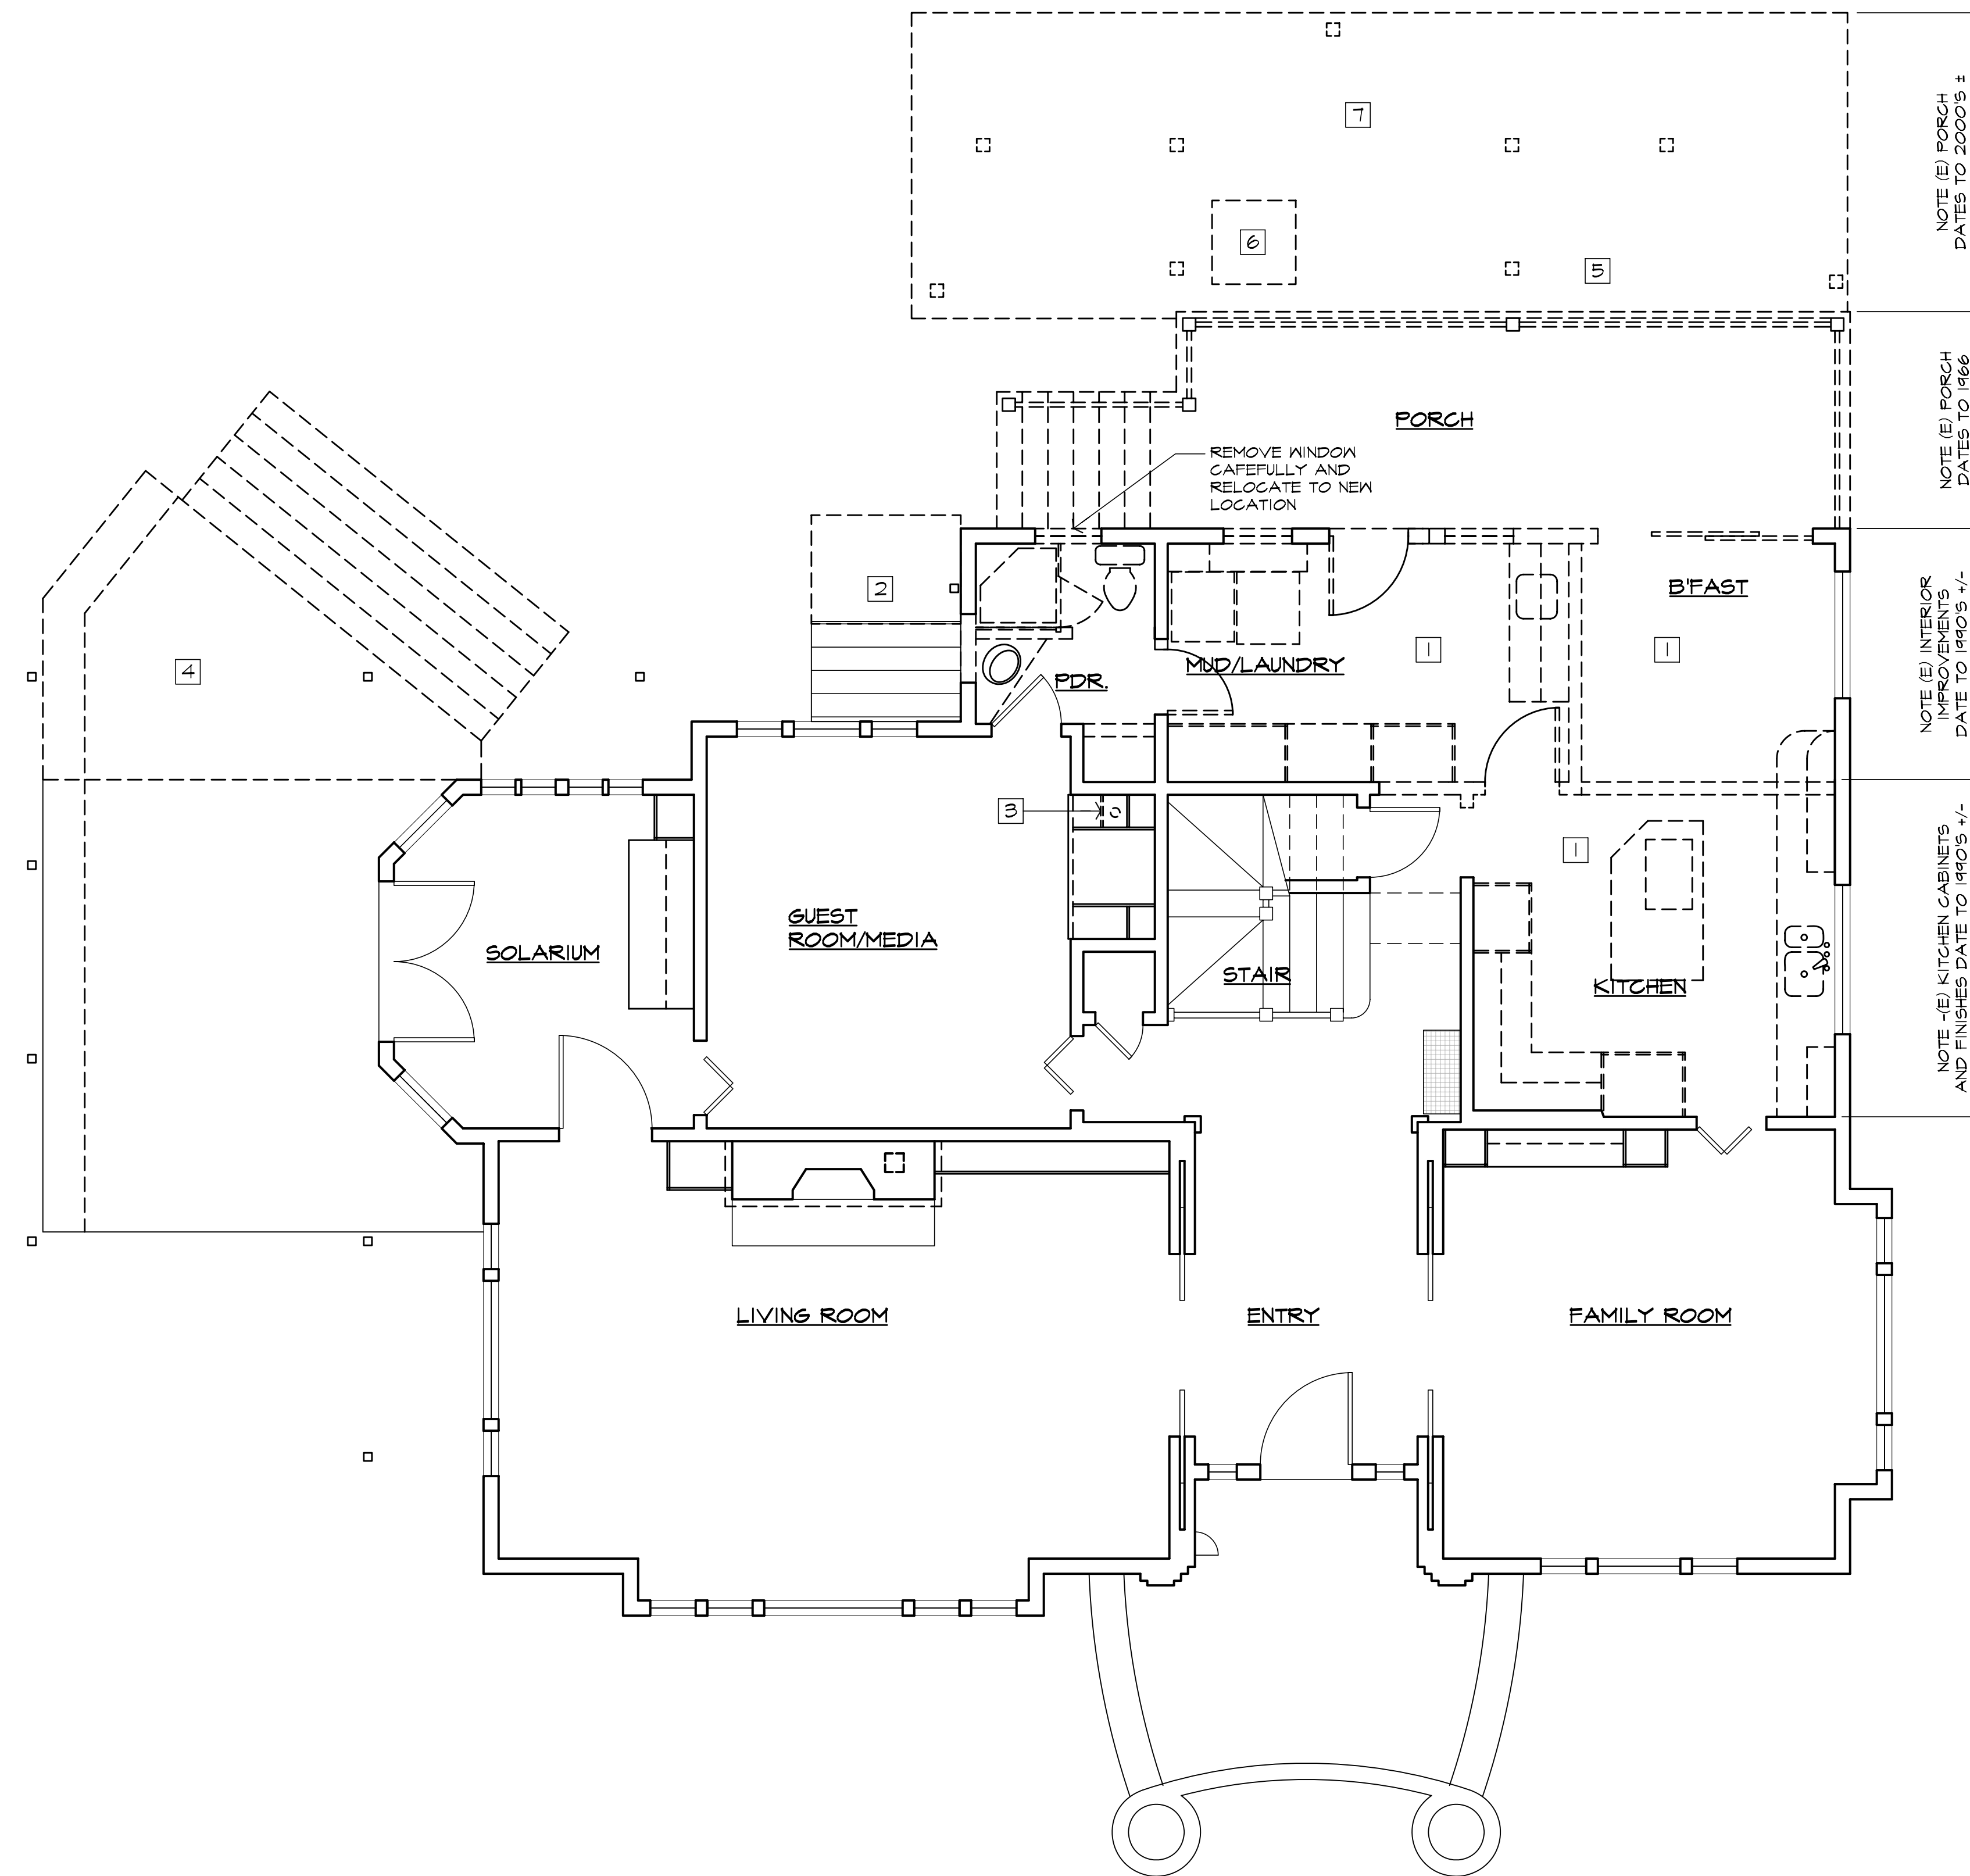 7
NOTE (E) PORCH
DATES TO 2000'S ±
6
5
NOTE (E) PORCH
DATES TO 1966
PORCH
REMOVE WINDOW
CAFEFULLY AND
RELOCATE TO NEW
LOCATION
2
B'FAST
NOTE (E) INTERIOR
IMPROVEMENTS
DATE TO 1990'S +/-
4
1
1
MUD/LAUNDRY
PDR.
3
1
NOTE -(E) KITCHEN CABINETS
AND FINISHES DATE TO 1990'S +/-
GUEST
ROOM/MEDIA
SOLARIUM
STAIR
KITCHEN
LIVING ROOM
ENTRY
FAMILY ROOM